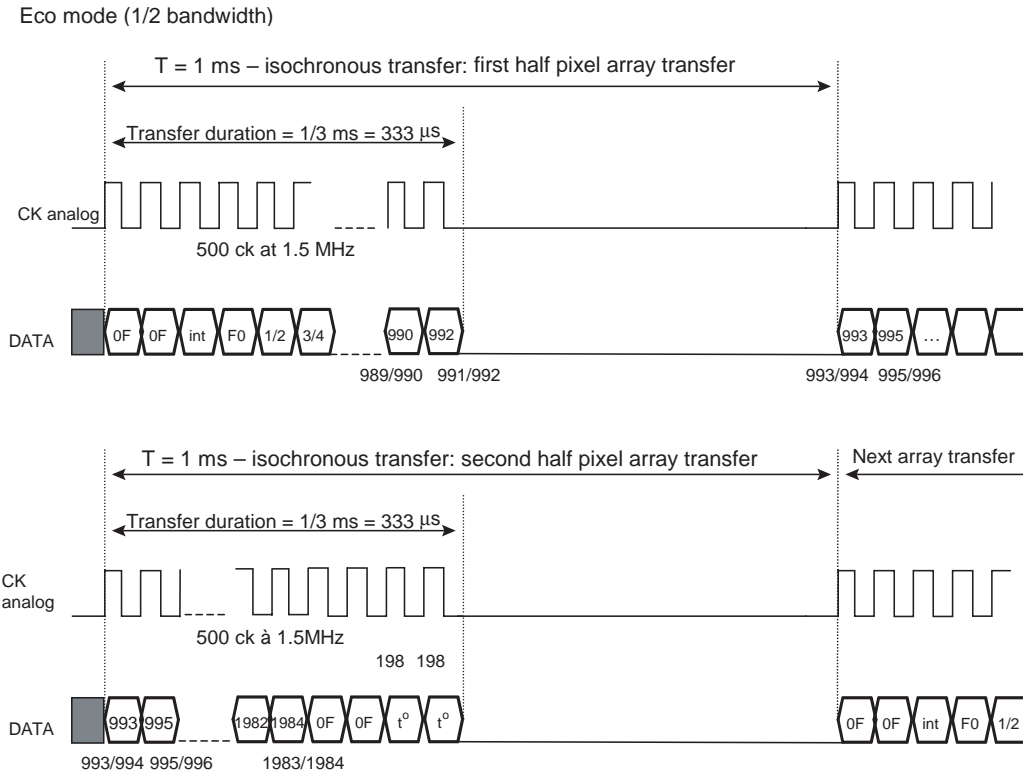 Eco mode (1/2 bandwidth)
T = 1 ms – isochronous transfer: first half pixel array transfer
Transfer duration = 1/3 ms = 333 µs
CK analog
500 ck at 1.5 MHz
DATA
0F 0F int F0 1/2 3/4 990 992 993 995 ...
989/990 991/992 993/994 995/996
T = 1 ms – isochronous transfer: second half pixel array transfer
Next array transfer
Transfer duration = 1/3 ms = 333 µs
CK
analog
500 ck à 1.5MHz
198 198
DATA
993 995 1982 1984 0F 0F t° t° 0F 0F int F0 1/2
993/994 995/996 1983/1984